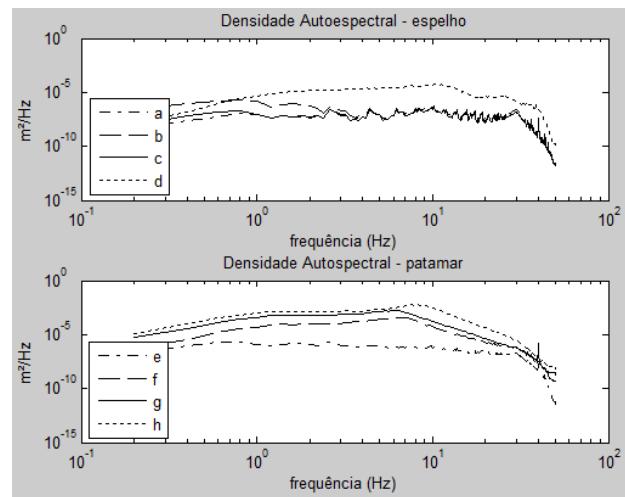 Densidade Autoespectral - espelho
10^0
10^-5
10^-10
10^-15
m²/Hz
a
b
c
d
10^-1
10^0
10^1
10^2
frequência (Hz)
Densidade Autospectral - patamar
10^0
10^-5
10^-10
10^-15
m²/Hz
e
f
g
h
10^-1
10^0
10^1
10^2
frequência (Hz)